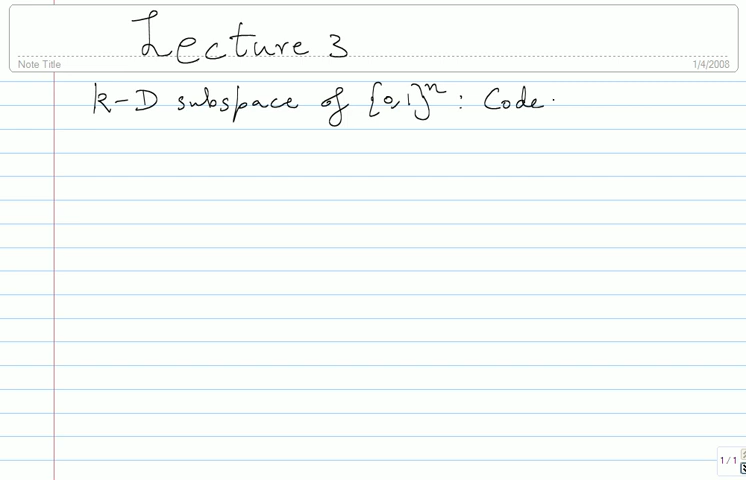 Lecture 3
Note Title
1/4/2008
k-D subspace of {0,1}^n : Code.
1/1